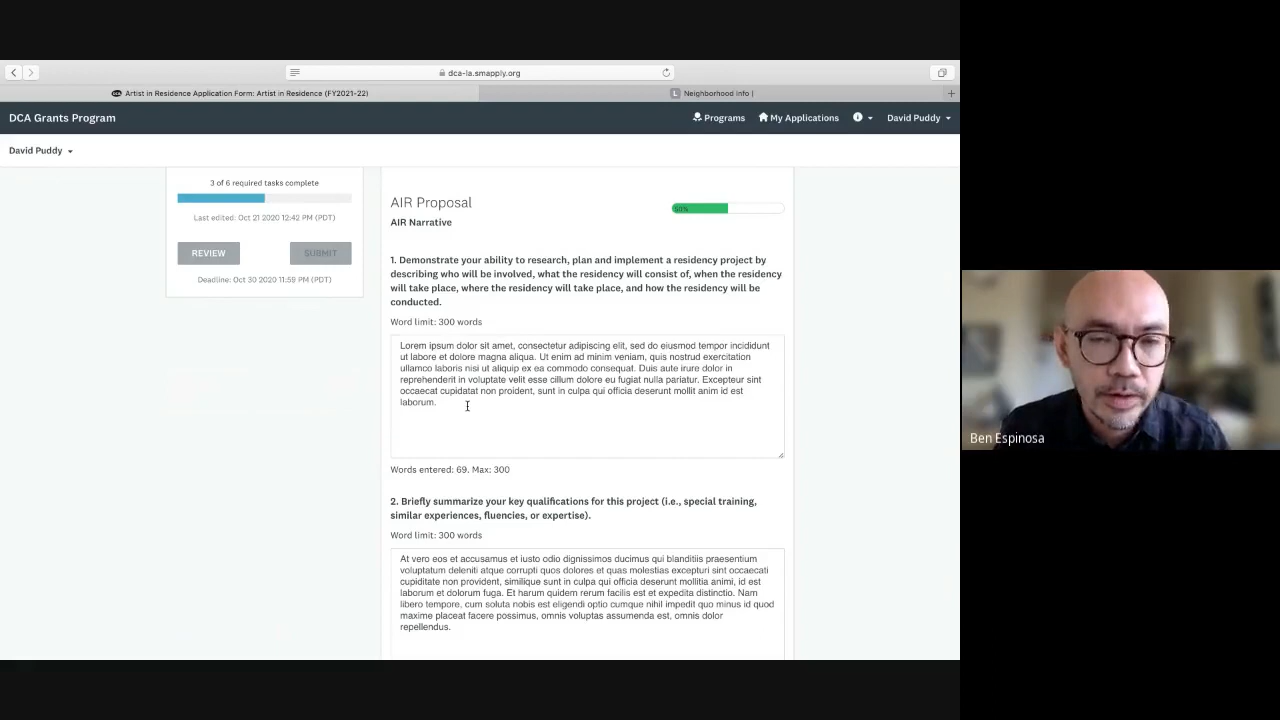 dca-la.smapply.org
Artist in Residence Application Form: Artist in Residence (FY2021-22)
L Neighborhood Info |
DCA Grants Program
Programs
My Applications
David Puddy
David Puddy
3 of 6 required tasks complete
Last edited: Oct 21 2020 12:42 PM (PDT)
REVIEW
SUBMIT
Deadline: Oct 30 2020 11:59 PM (PDT)
AIR Proposal
50%
AIR Narrative
1. Demonstrate your ability to research, plan and implement a residency project by
describing who will be involved, what the residency will consist of, when the residency
will take place, where the residency will take place, and how the residency will be
conducted.
Word limit: 300 words
Lorem ipsum dolor sit amet, consectetur adipiscing elit, sed do eiusmod tempor incididunt
ut labore et dolore magna aliqua. Ut enim ad minim veniam, quis nostrud exercitation
ullamco laboris nisi ut aliquip ex ea commodo consequat. Duis aute irure dolor in
reprehenderit in voluptate velit esse cillum dolore eu fugiat nulla pariatur. Excepteur sint
occaecat cupidatat non proident, sunt in culpa qui officia deserunt mollit anim id est
laborum.
Words entered: 69. Max: 300
2. Briefly summarize your key qualifications for this project (i.e., special training,
similar experiences, fluencies, or expertise).
Word limit: 300 words
At vero eos et accusamus et iusto odio dignissimos ducimus qui blanditiis praesentium
voluptatum deleniti atque corrupti quos dolores et quas molestias excepturi sint occaecati
cupiditate non provident, similique sunt in culpa qui officia deserunt mollitia animi, id est
laborum et dolorum fuga. Et harum quidem rerum facilis est et expedita distinctio. Nam
libero tempore, cum soluta nobis est eligendi optio cumque nihil impedit quo minus id quod
maxime placeat facere possimus, omnis voluptas assumenda est, omnis dolor
repellendus.
Ben Espinosa